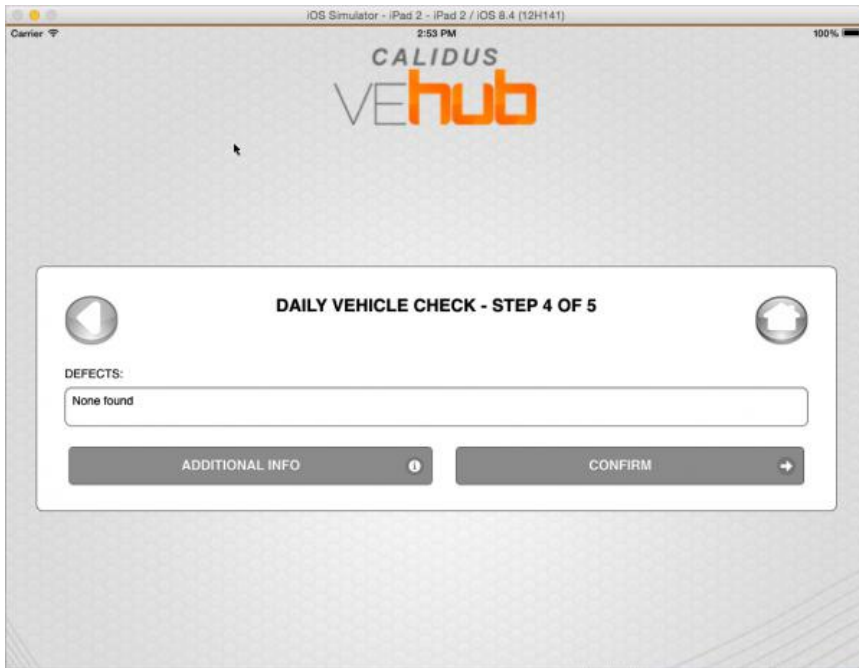 iOS Simulator - iPad 2 - iPad 2 / iOS 8.4 (12H141)
Carrier 2:53 PM 100%
CALIDUS
VEhub
DAILY VEHICLE CHECK - STEP 4 OF 5
DEFECTS:
None found
ADDITIONAL INFO CONFIRM